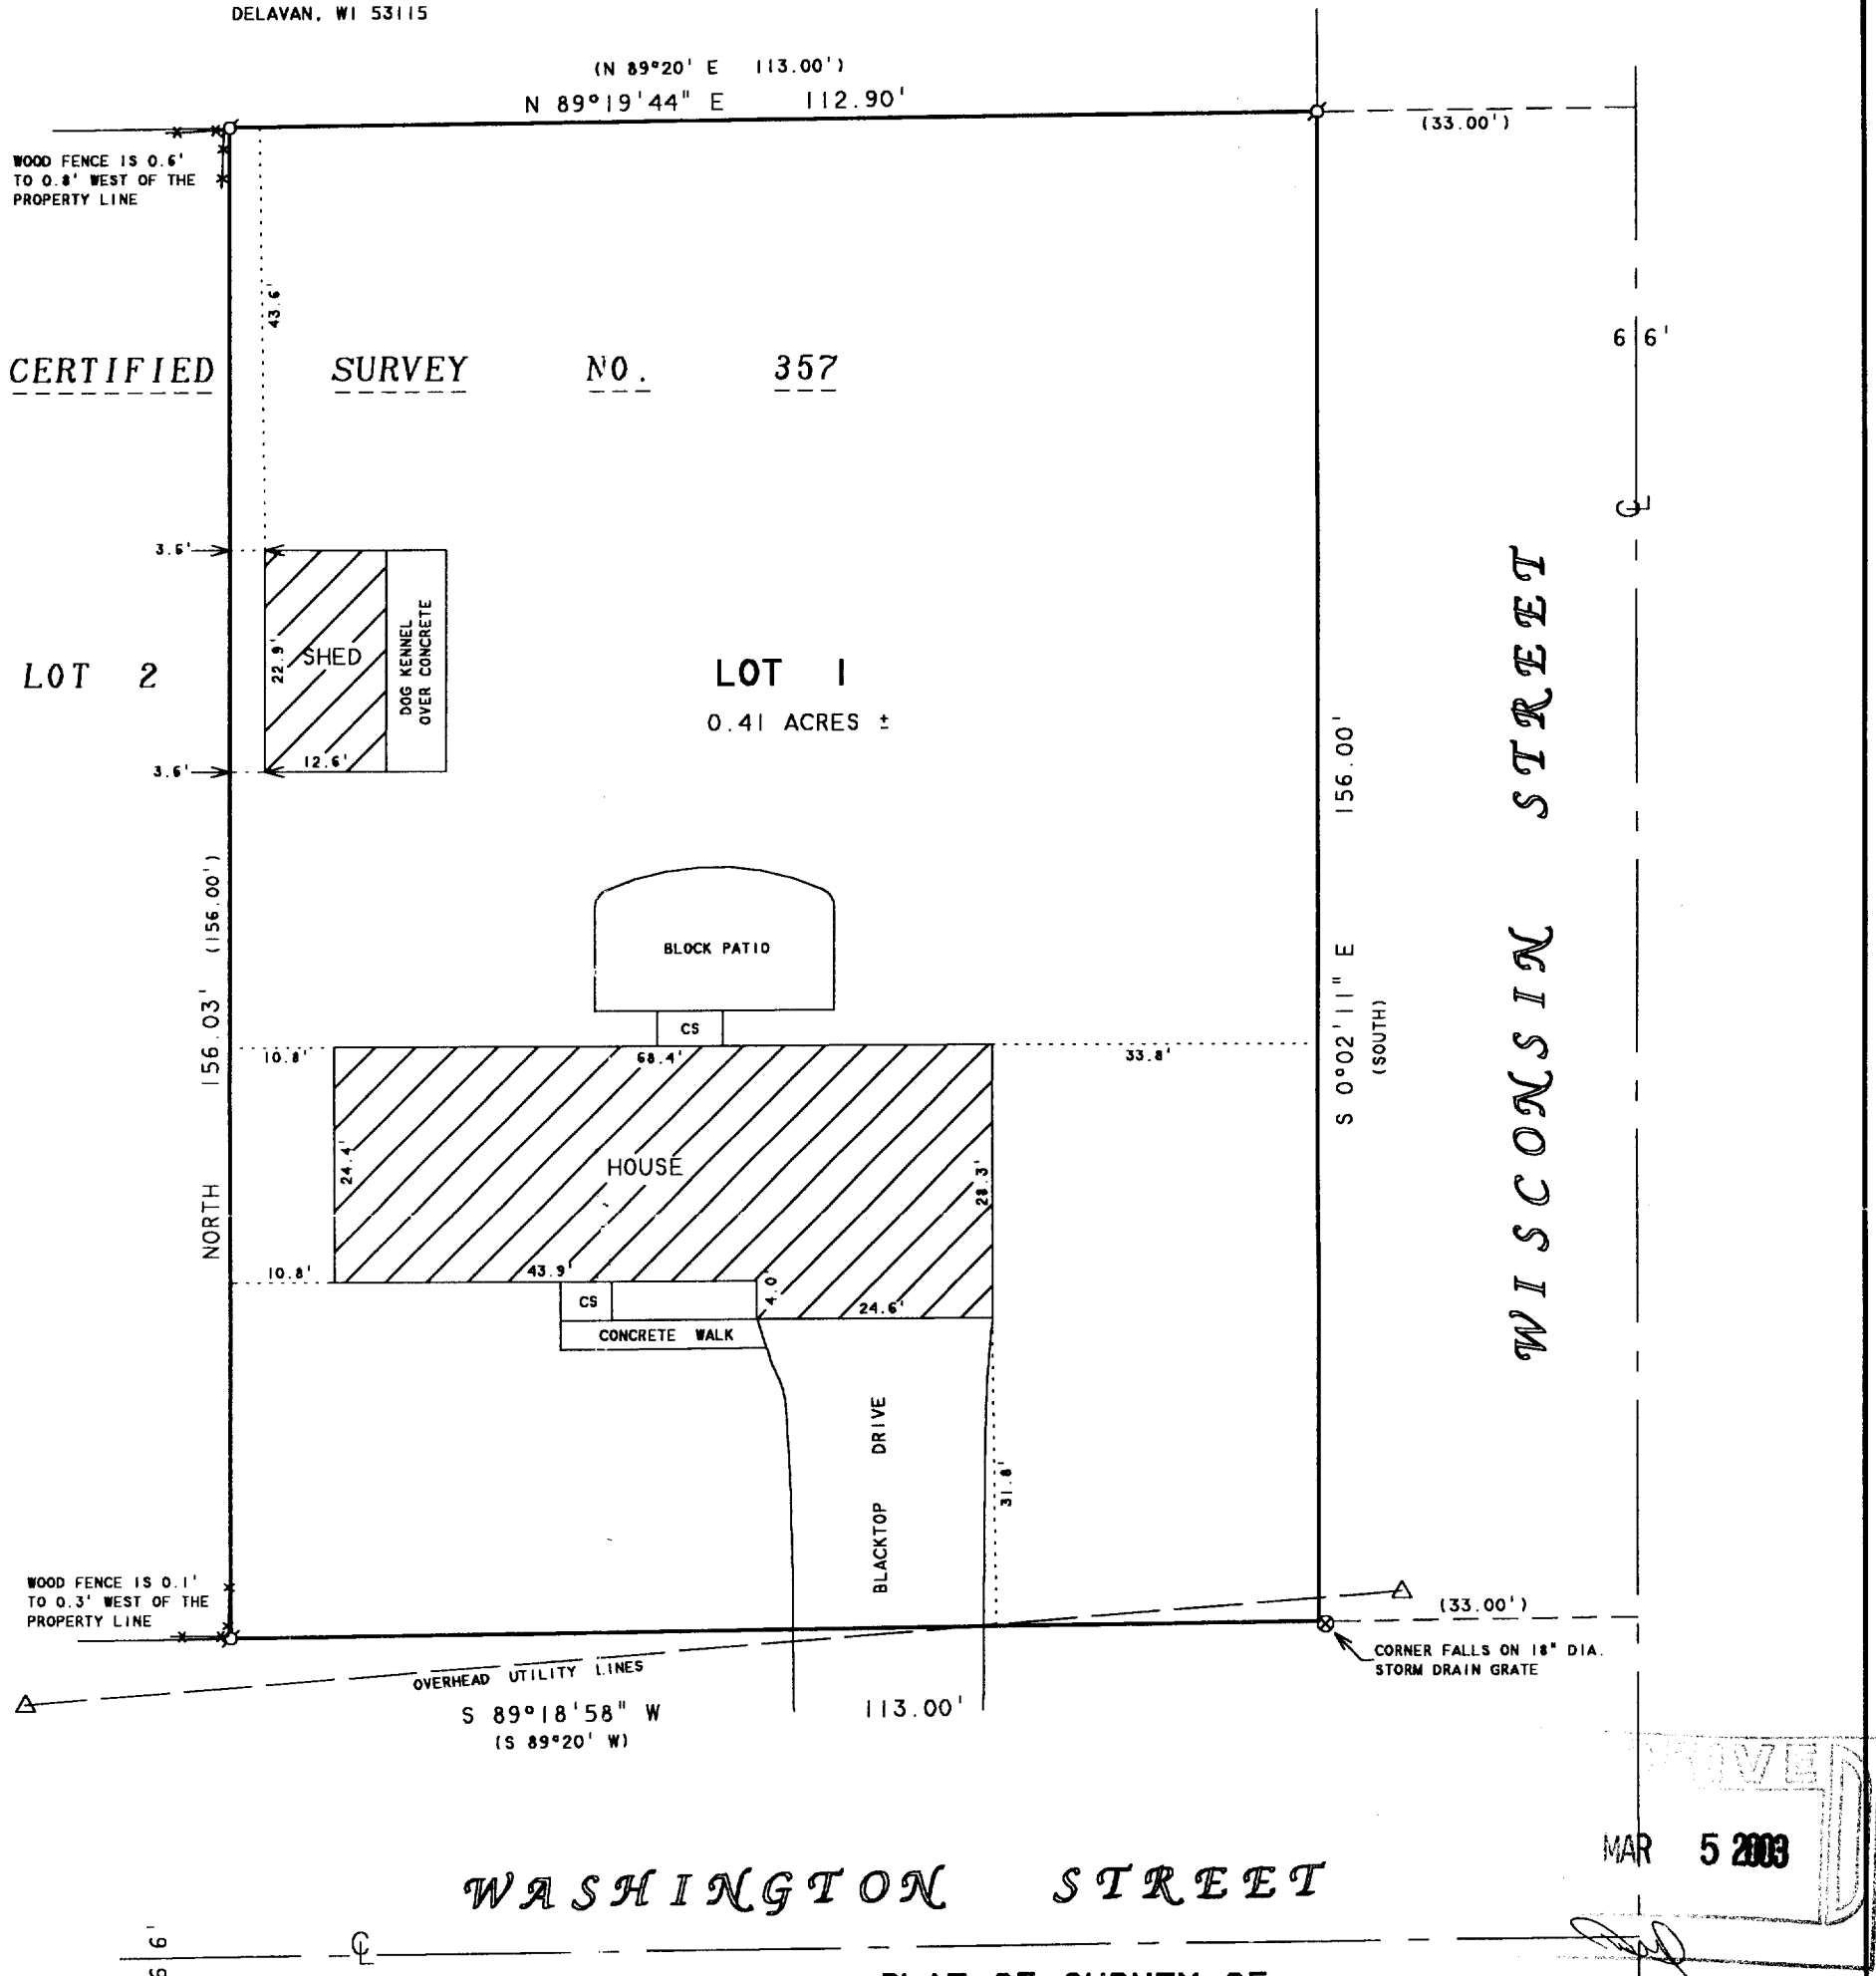 DELAVAN, WI 53115
(N 89°20' E 113.00')
N 89°19'44" E 112.90'
(33.00')
WOOD FENCE IS 0.6'
TO 0.8' WEST OF THE
PROPERTY LINE
43.6'
66'
CERTIFIED SURVEY NO. 357
3.6'
22.9'
SHED
DOG KENNEL
OVER CONCRETE
LOT 2
LOT 1
0.41 ACRES ±
12.6'
3.6'
156.00'
S 0°02'11" E
(SOUTH)
WISCONSIN STREET
(156.00')
156.03'
NORTH
BLOCK PATIO
CS
10.8'
68.4'
33.8'
24.4'
HOUSE
28.3'
10.8'
43.9'
4.0'
24.6'
CS
CONCRETE WALK
BLACKTOP DRIVE
31.8'
WOOD FENCE IS 0.1'
TO 0.3' WEST OF THE
PROPERTY LINE
(33.00')
CORNER FALLS ON 18" DIA.
STORM DRAIN GRATE
OVERHEAD UTILITY LINES
S 89°18'58" W 113.00'
(S 89°20' W)
MAR 5 2003
WASHINGTON STREET
PLAT OF SURVEY OF